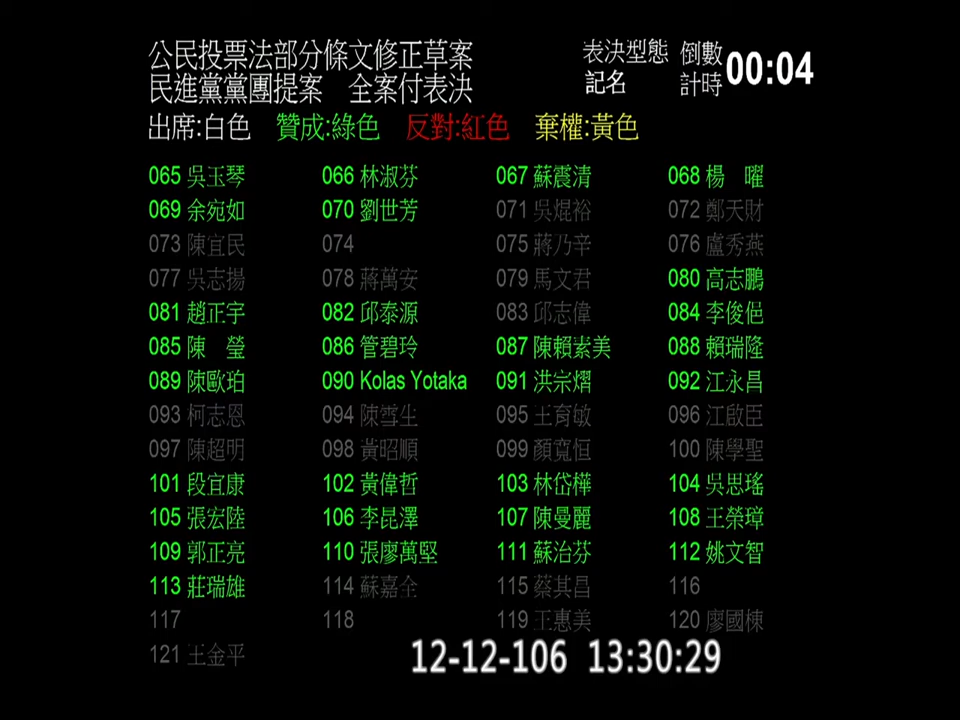 公民投票法部分條文修正草案
民進黨黨團提案 全案付表決
表決型態 倒數 00:04
記名 計時
出席:白色 贊成:綠色 反對:紅色 棄權:黃色
065 吳玉琴 066 林淑芬 067 蘇震清 068 楊 曜
069 余宛如 070 劉世芳 071 吳焜裕 072 鄭天財
073 陳宜民 074 075 蔣乃辛 076 盧秀燕
077 吳志揚 078 蔣萬安 079 馬文君 080 高志鵬
081 趙正宇 082 邱泰源 083 邱志偉 084 李俊俋
085 陳 瑩 086 管碧玲 087 陳賴素美 088 賴瑞隆
089 陳歐珀 090 Kolas Yotaka 091 洪宗熠 092 江永昌
093 柯志恩 094 陳雪生 095 王育敏 096 江啟臣
097 陳超明 098 黃昭順 099 顏寬恒 100 陳學聖
101 段宜康 102 黃偉哲 103 林岱樺 104 吳思瑤
105 張宏陸 106 李昆澤 107 陳曼麗 108 王榮璋
109 郭正亮 110 張廖萬堅 111 蘇治芬 112 姚文智
113 莊瑞雄 114 蘇嘉全 115 蔡其昌 116
117 118 119 王惠美 120 廖國棟
121 王金平
12-12-106 13:30:29